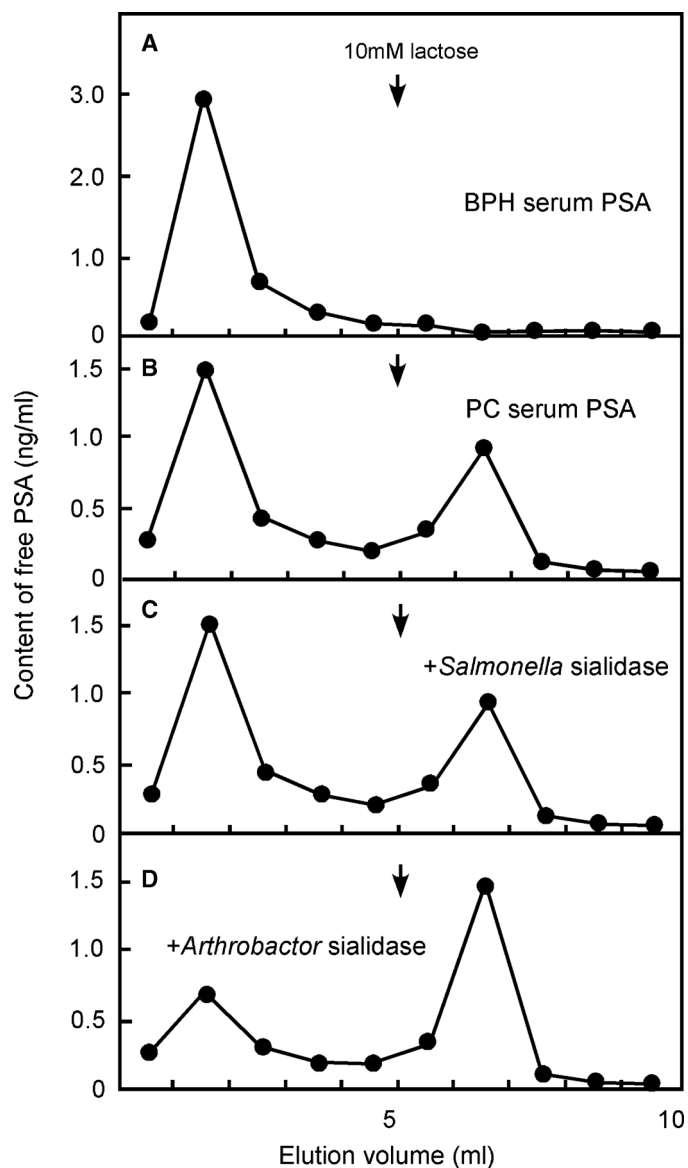 A
10mM lactose
3.0
2.0
BPH serum PSA
1.0
0
B
1.5
PC serum PSA
1.0
0.5
0
C
1.5
+Salmonella sialidase
1.0
0.5
0
D
1.5
+Arthrobactor sialidase
1.0
0.5
0
5
10
Elution volume (ml)
Content of free PSA (ng/ml)